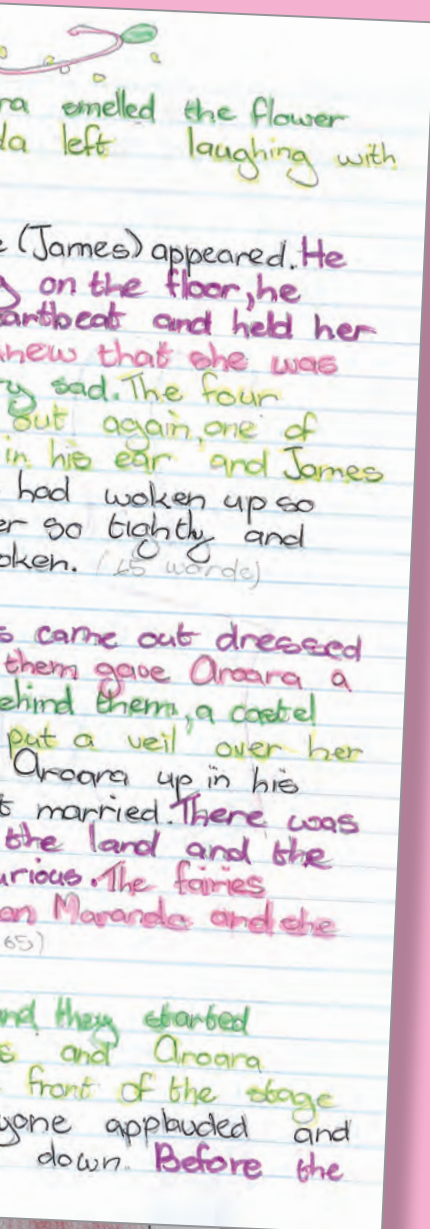 ra smelled the flower
da left laughing with
e (James) appeared. He
g on the floor, he
artbeat and held her
new that she was
ry sad. The four
out again, one of
in his ear and James
had woken up so
er so tightly and
oken. (45 words)
s came out dressed
them gave Aroara a
ehind them, a castel
put a veil over her
Aroara up in his
t married. There was
the land and the
urious. The fairies
on Maranda and she
65)
nd they started
s and Aroara
front of the stage
yone applauded and
down. Before the